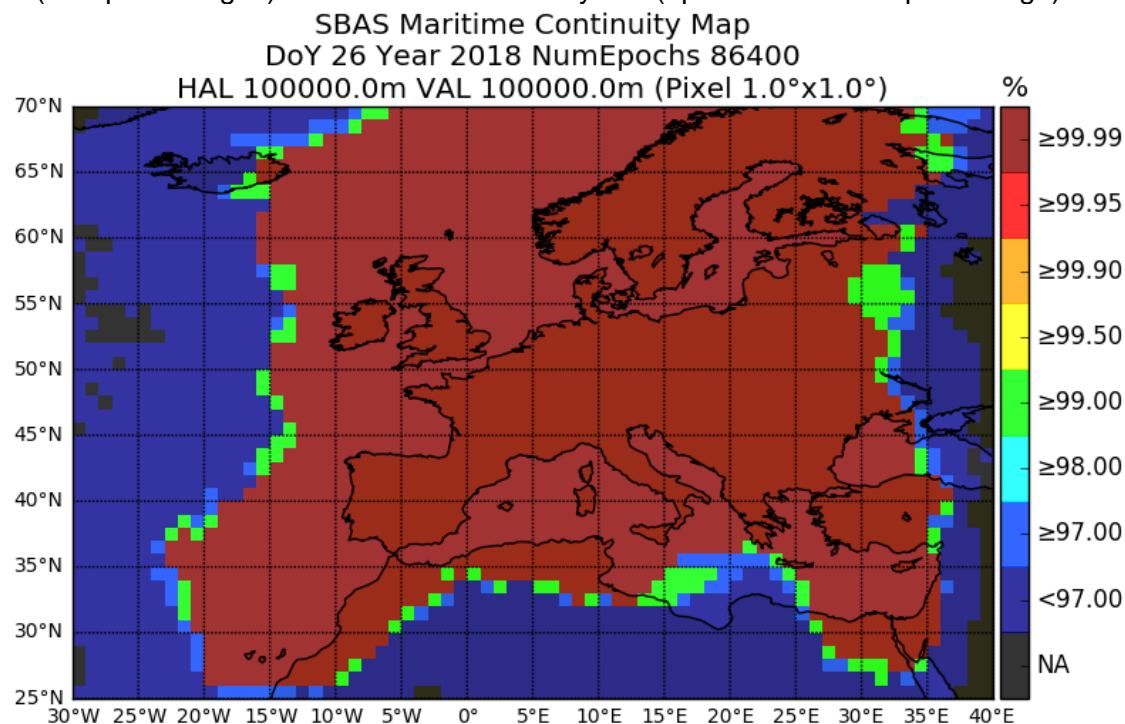 SBAS Maritime Continuity Map
DoY 26 Year 2018 NumEpochs 86400
HAL 100000.0m VAL 100000.0m (Pixel 1.0°x1.0°) %
70°N
≥99.99
65°N
≥99.95
60°N
≥99.90
55°N
≥99.50
50°N
≥99.00
45°N
≥98.00
40°N
≥97.00
35°N
<97.00
30°N
NA
25°N
30°W 25°W 20°W 15°W 10°W 5°W 0° 5°E 10°E 15°E 20°E 25°E 30°E 35°E 40°E